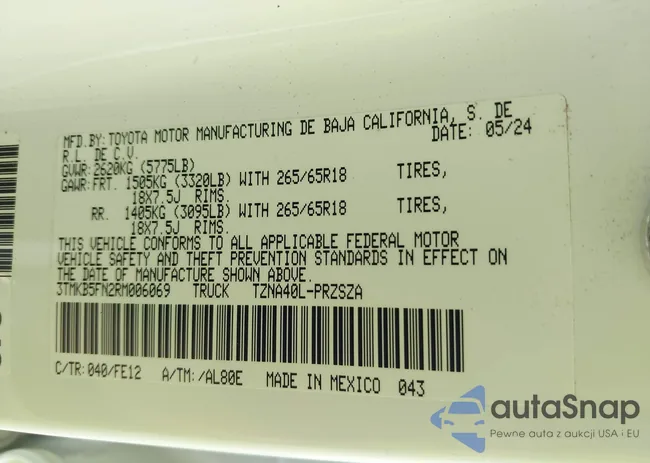 MFD.BY:TOYOTA MOTOR MANUFACTURING DE BAJA CALIFORNIA, S. DE
R.L. DE C.V. DATE: 05/24
GVWR:2620KG (5775LB)
GAWR:FRT. 1505KG (3320LB) WITH 265/65R18 TIRES,
18X7.5J RIMS.
RR. 1405KG (3095LB) WITH 265/65R18 TIRES,
18X7.5J RIMS.
THIS VEHICLE CONFORMS TO ALL APPLICABLE FEDERAL MOTOR
VEHICLE SAFETY AND THEFT PREVENTION STANDARDS IN EFFECT ON
THE DATE OF MANUFACTURE SHOWN ABOVE.
3TMKB5FN2RM006069 TRUCK TZNA40L-PRZSZA
C/TR:040/FE12 A/TM:/AL80E MADE IN MEXICO 043
autaSnap
Pewne auta z aukcji USA i EU